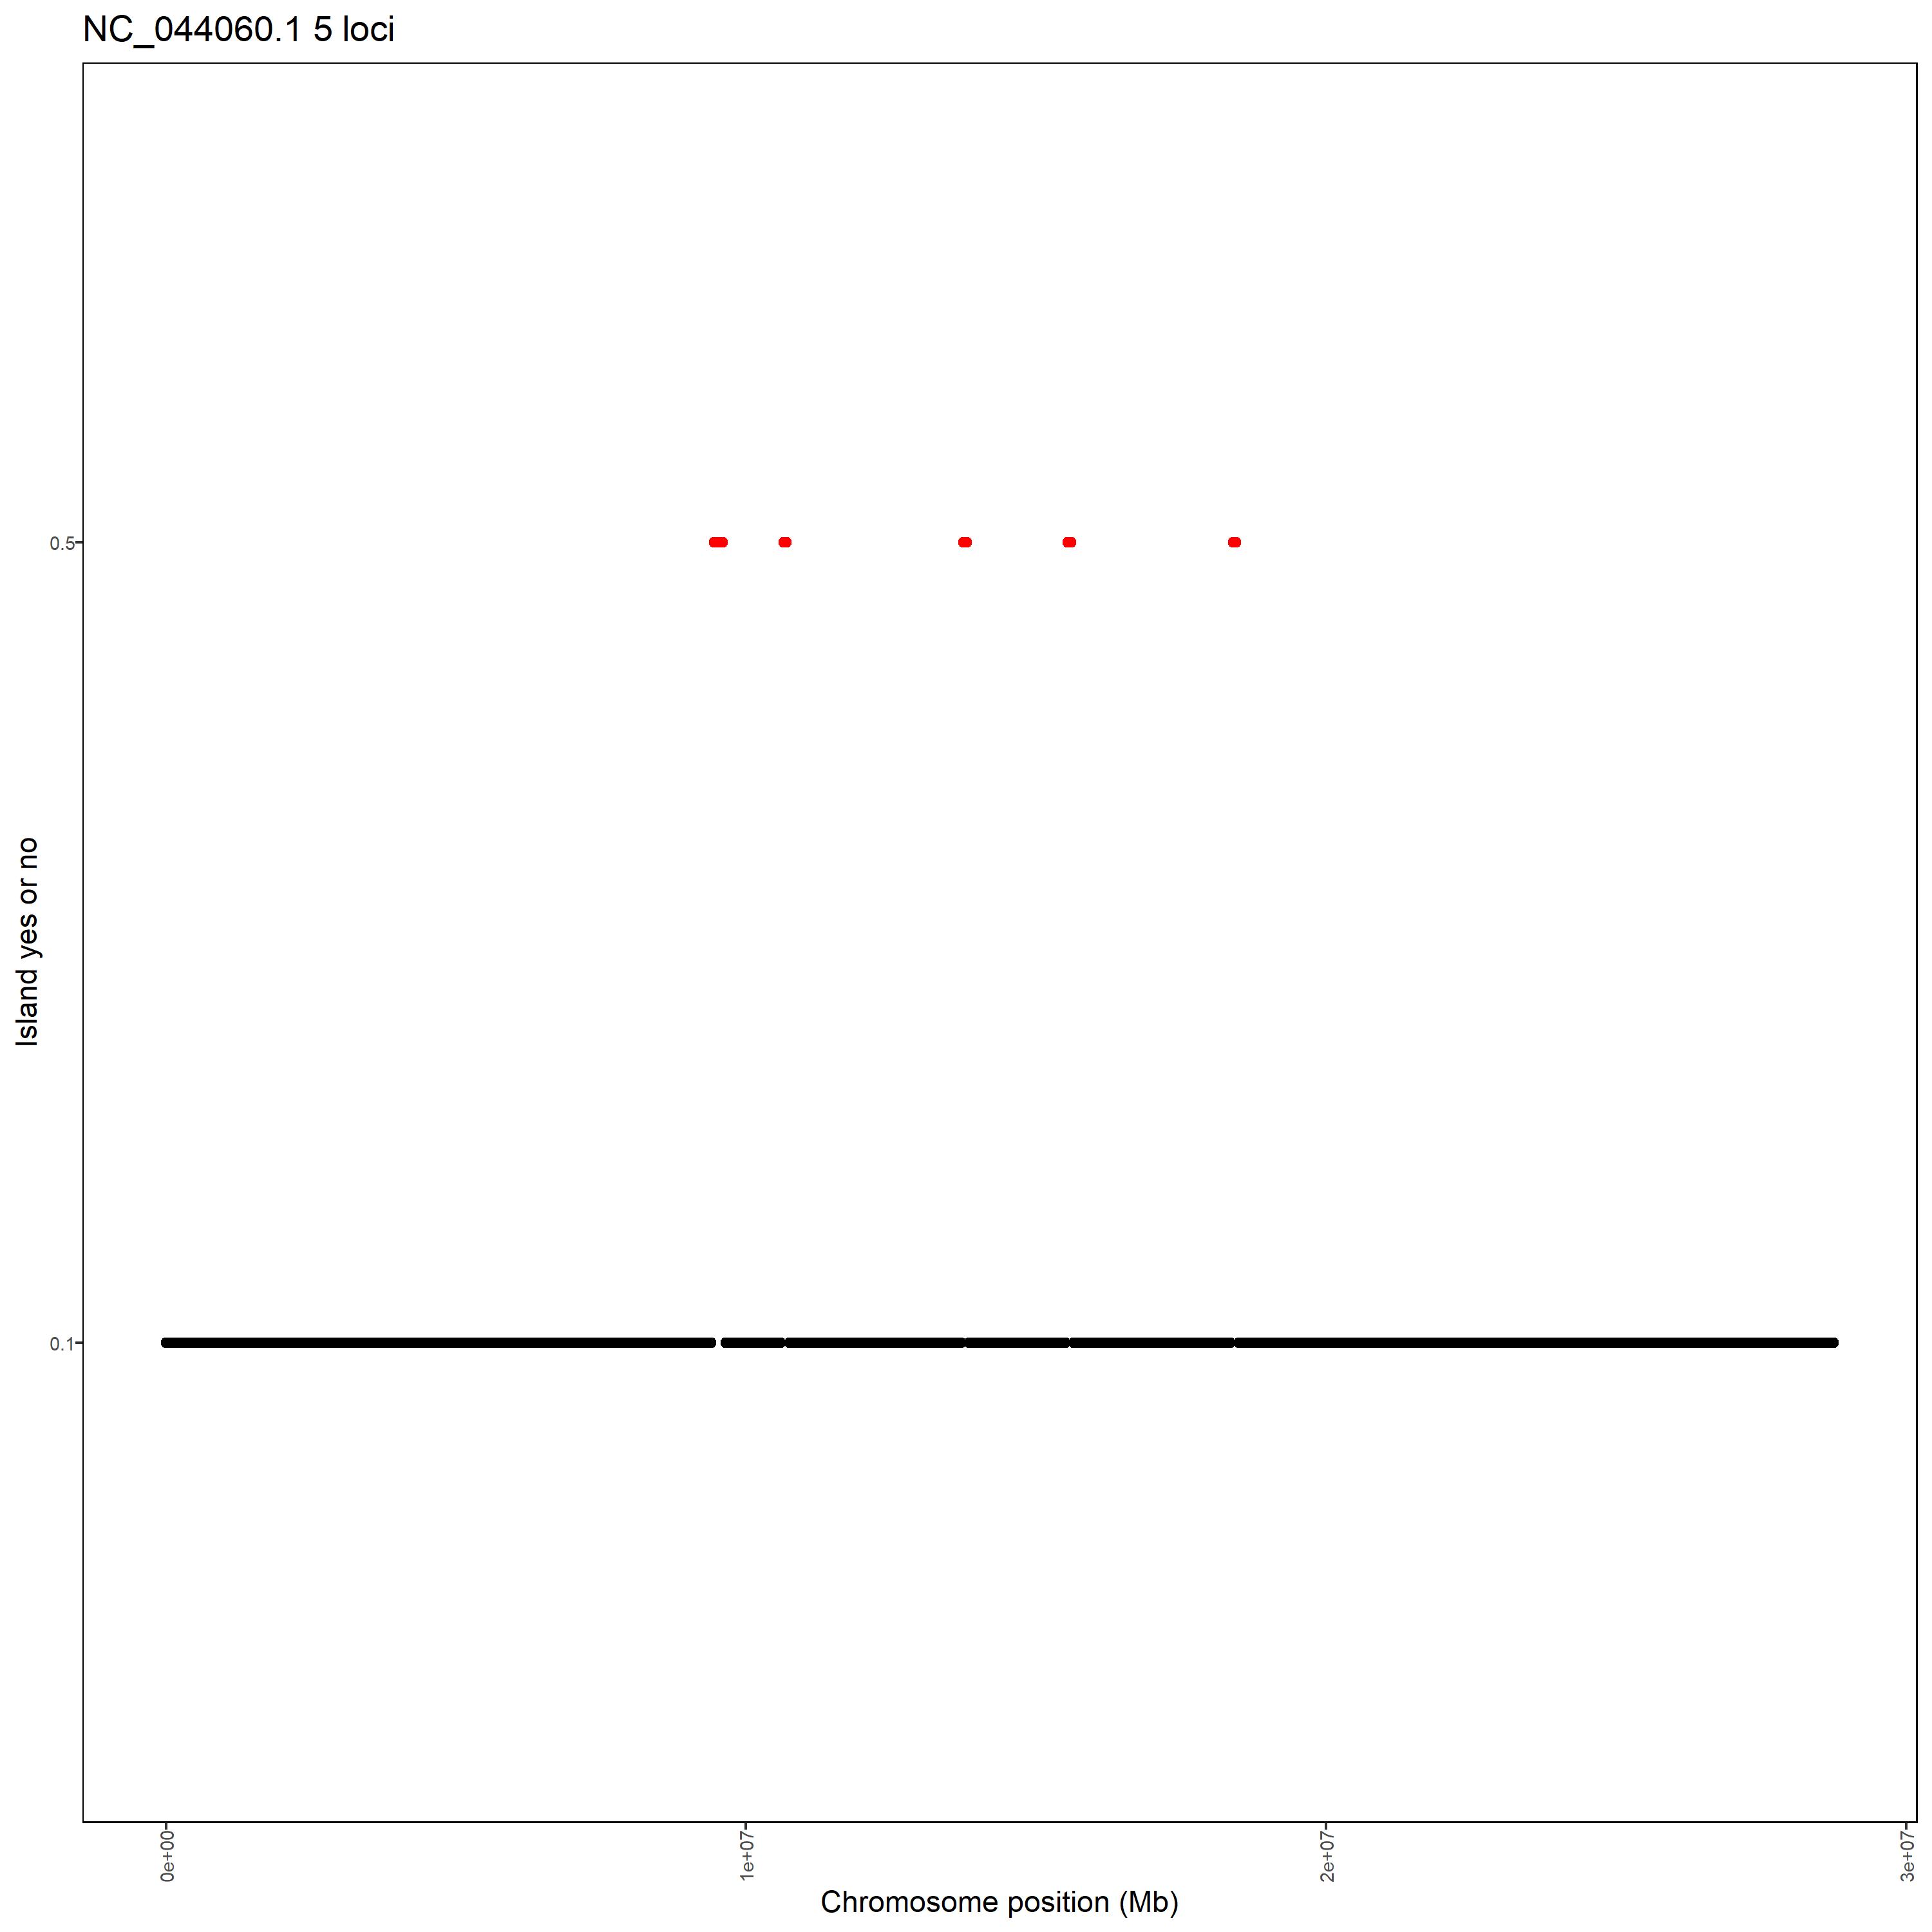 NC_044060.1 5 loci
Island yes or no
0.5
0.1
0e+00
1e+07
2e+07
3e+07
Chromosome position (Mb)